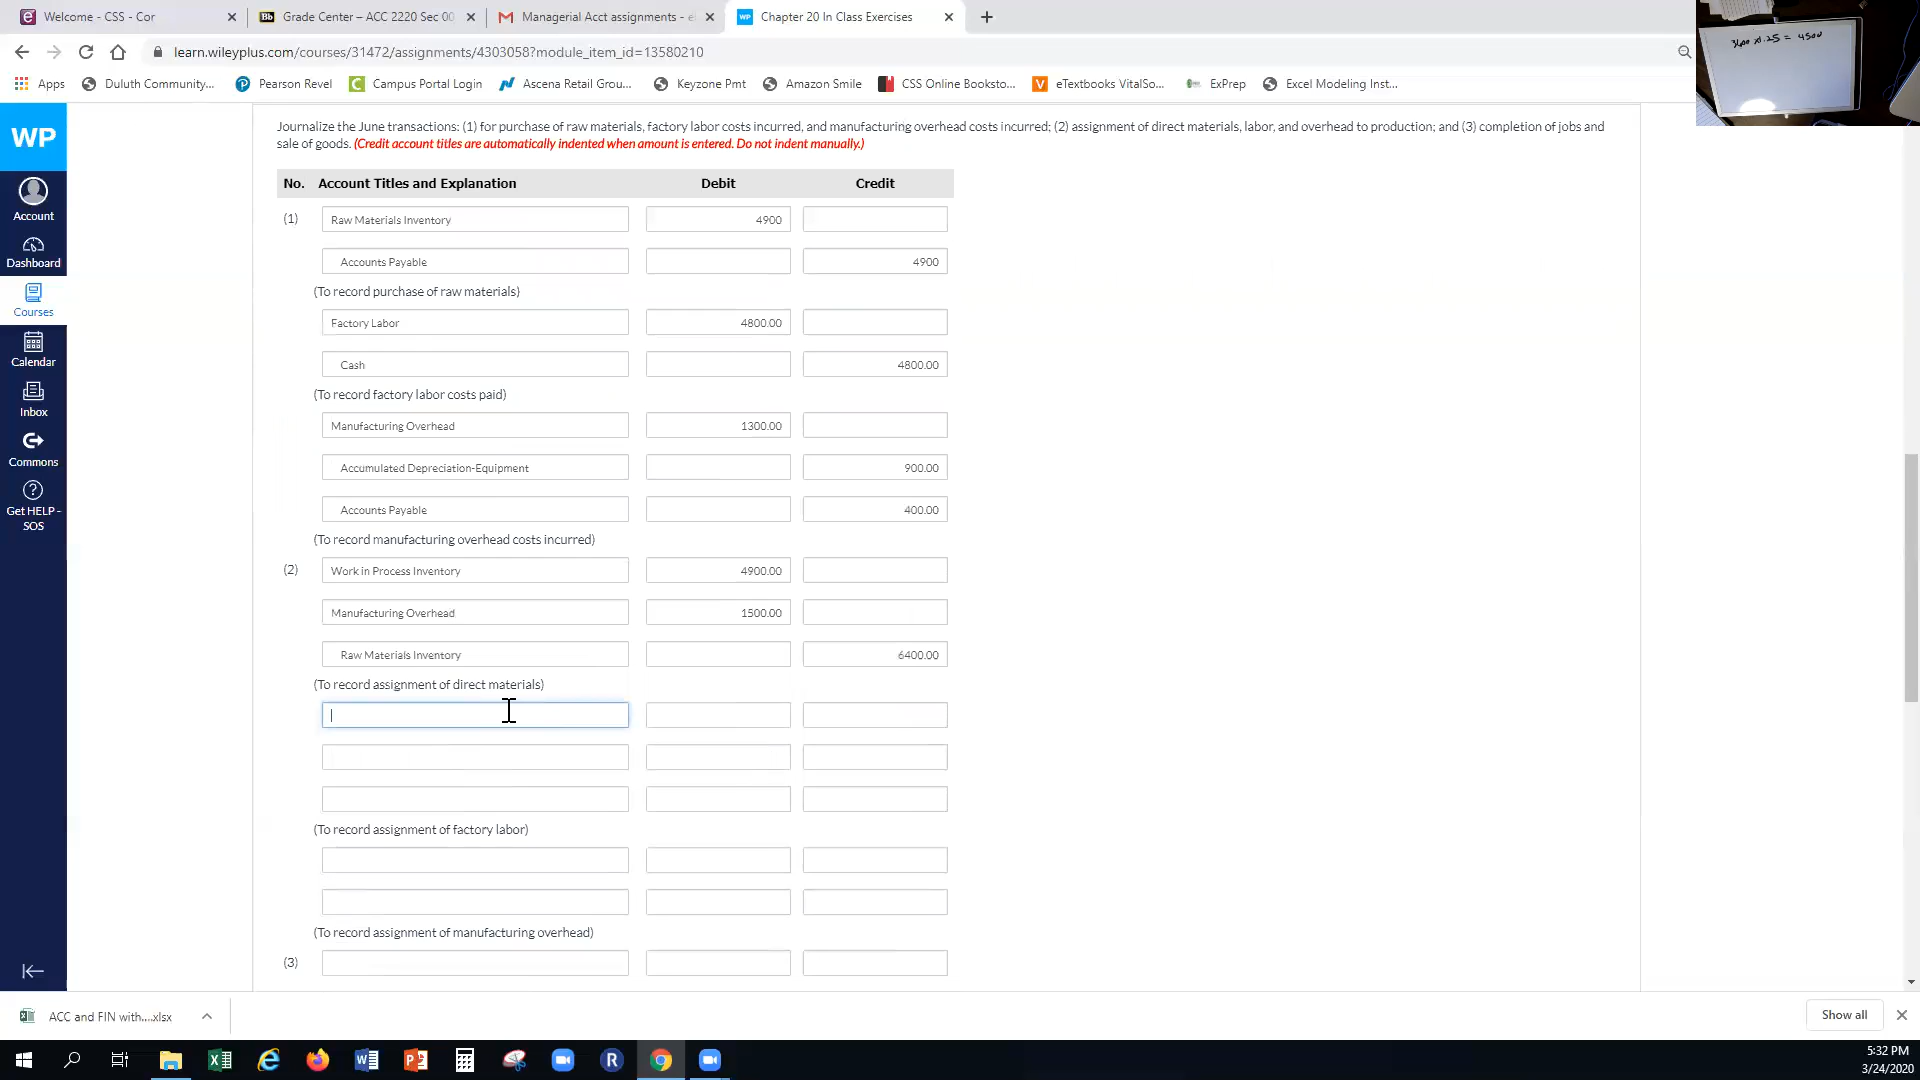 Welcome - CSS - Cor
Grade Center – ACC 2220 Sec 00
Managerial Acct assignments - el
Chapter 20 In Class Exercises
learn.wileyplus.com/courses/31472/assignments/4303058?module_item_id=13580210
Apps
Duluth Community...
Pearson Revel
Campus Portal Login
Ascena Retail Grou...
Keyzone Pmt
Amazon Smile
CSS Online Booksto...
eTextbooks VitalSo...
ExPrep
Excel Modeling Inst...
WP
Account
Dashboard
Courses
Calendar
Inbox
Commons
Get HELP -
SOS
Journalize the June transactions: (1) for purchase of raw materials, factory labor costs incurred, and manufacturing overhead costs incurred; (2) assignment of direct materials, labor, and overhead to production; and (3) completion of jobs and
sale of goods. (Credit account titles are automatically indented when amount is entered. Do not indent manually.)
No. Account Titles and Explanation Debit Credit
(1) Raw Materials Inventory 4900
Accounts Payable 4900
(To record purchase of raw materials)
Factory Labor 4800.00
Cash 4800.00
(To record factory labor costs paid)
Manufacturing Overhead 1300.00
Accumulated Depreciation-Equipment 900.00
Accounts Payable 400.00
(To record manufacturing overhead costs incurred)
(2) Work in Process Inventory 4900.00
Manufacturing Overhead 1500.00
Raw Materials Inventory 6400.00
(To record assignment of direct materials)
(To record assignment of factory labor)
(To record assignment of manufacturing overhead)
(3)
ACC and FIN with....xlsx
Show all
5:32 PM
3/24/2020